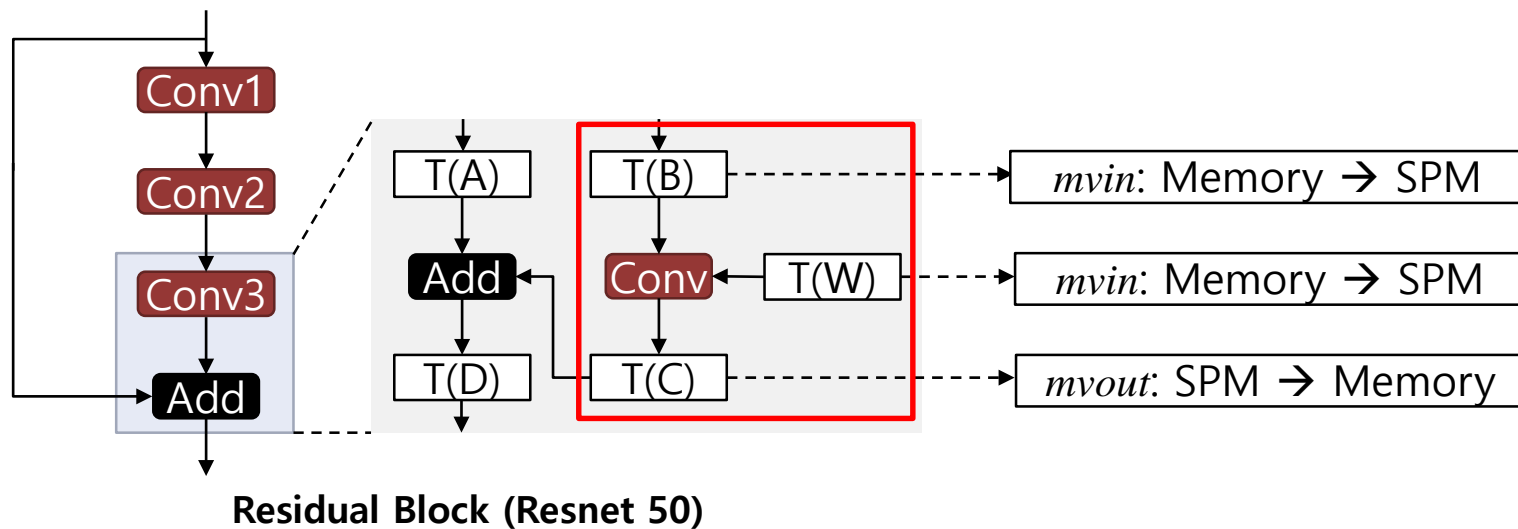 Conv1
Conv2
Conv3
Add
T(A)
T(B)
mvin: Memory → SPM
Add
Conv
T(W)
mvin: Memory → SPM
T(D)
T(C)
mvout: SPM → Memory
Residual Block (Resnet 50)